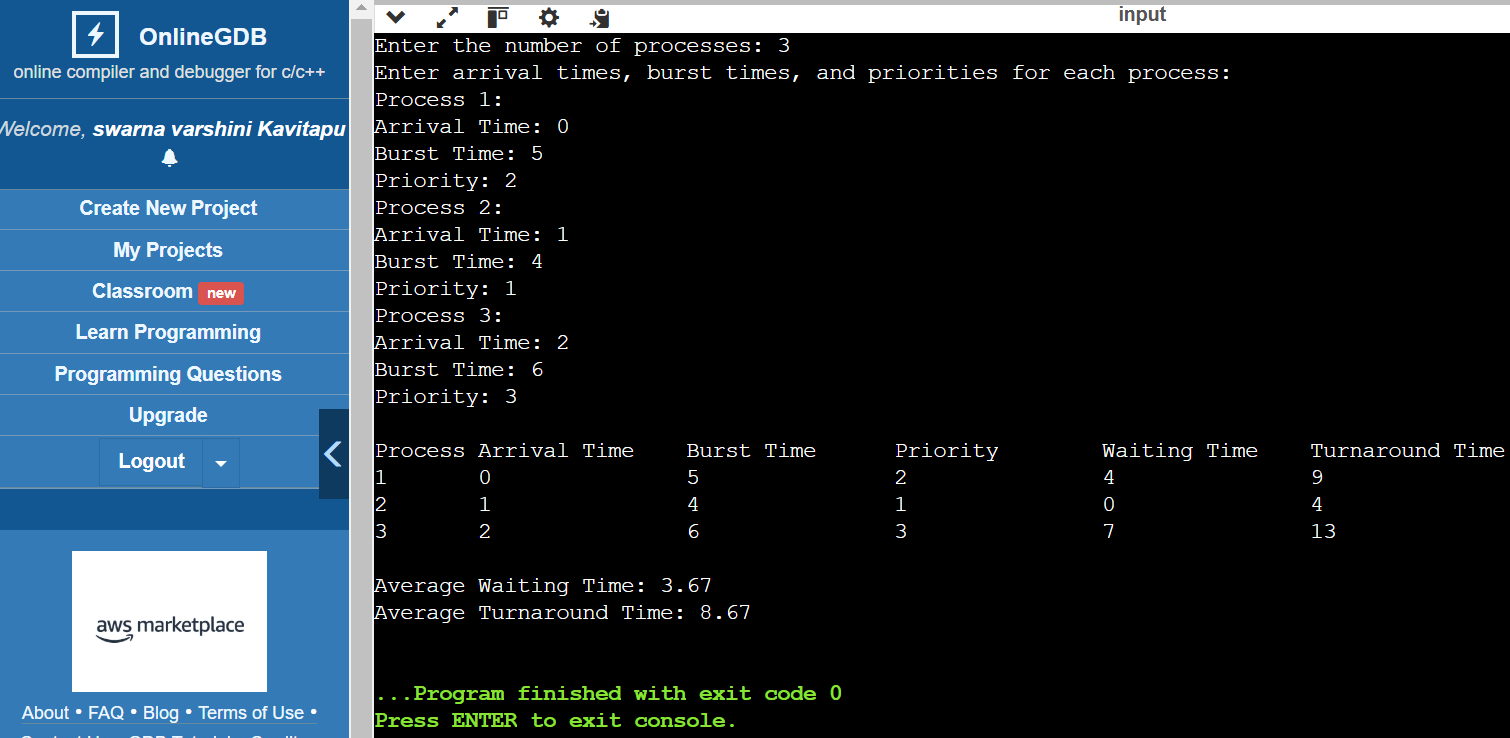 OnlineGDB
online compiler and debugger for c/c++
Welcome, swarna varshini Kavitapu
Create New Project
My Projects
Classroom new
Learn Programming
Programming Questions
Upgrade
Logout
aws marketplace
About • FAQ • Blog • Terms of Use •
input
Enter the number of processes: 3
Enter arrival times, burst times, and priorities for each process:
Process 1:
Arrival Time: 0
Burst Time: 5
Priority: 2
Process 2:
Arrival Time: 1
Burst Time: 4
Priority: 1
Process 3:
Arrival Time: 2
Burst Time: 6
Priority: 3
Process Arrival Time Burst Time Priority Waiting Time Turnaround Time
1 0 5 2 4 9
2 1 4 1 0 4
3 2 6 3 7 13
Average Waiting Time: 3.67
Average Turnaround Time: 8.67
...Program finished with exit code 0
Press ENTER to exit console.